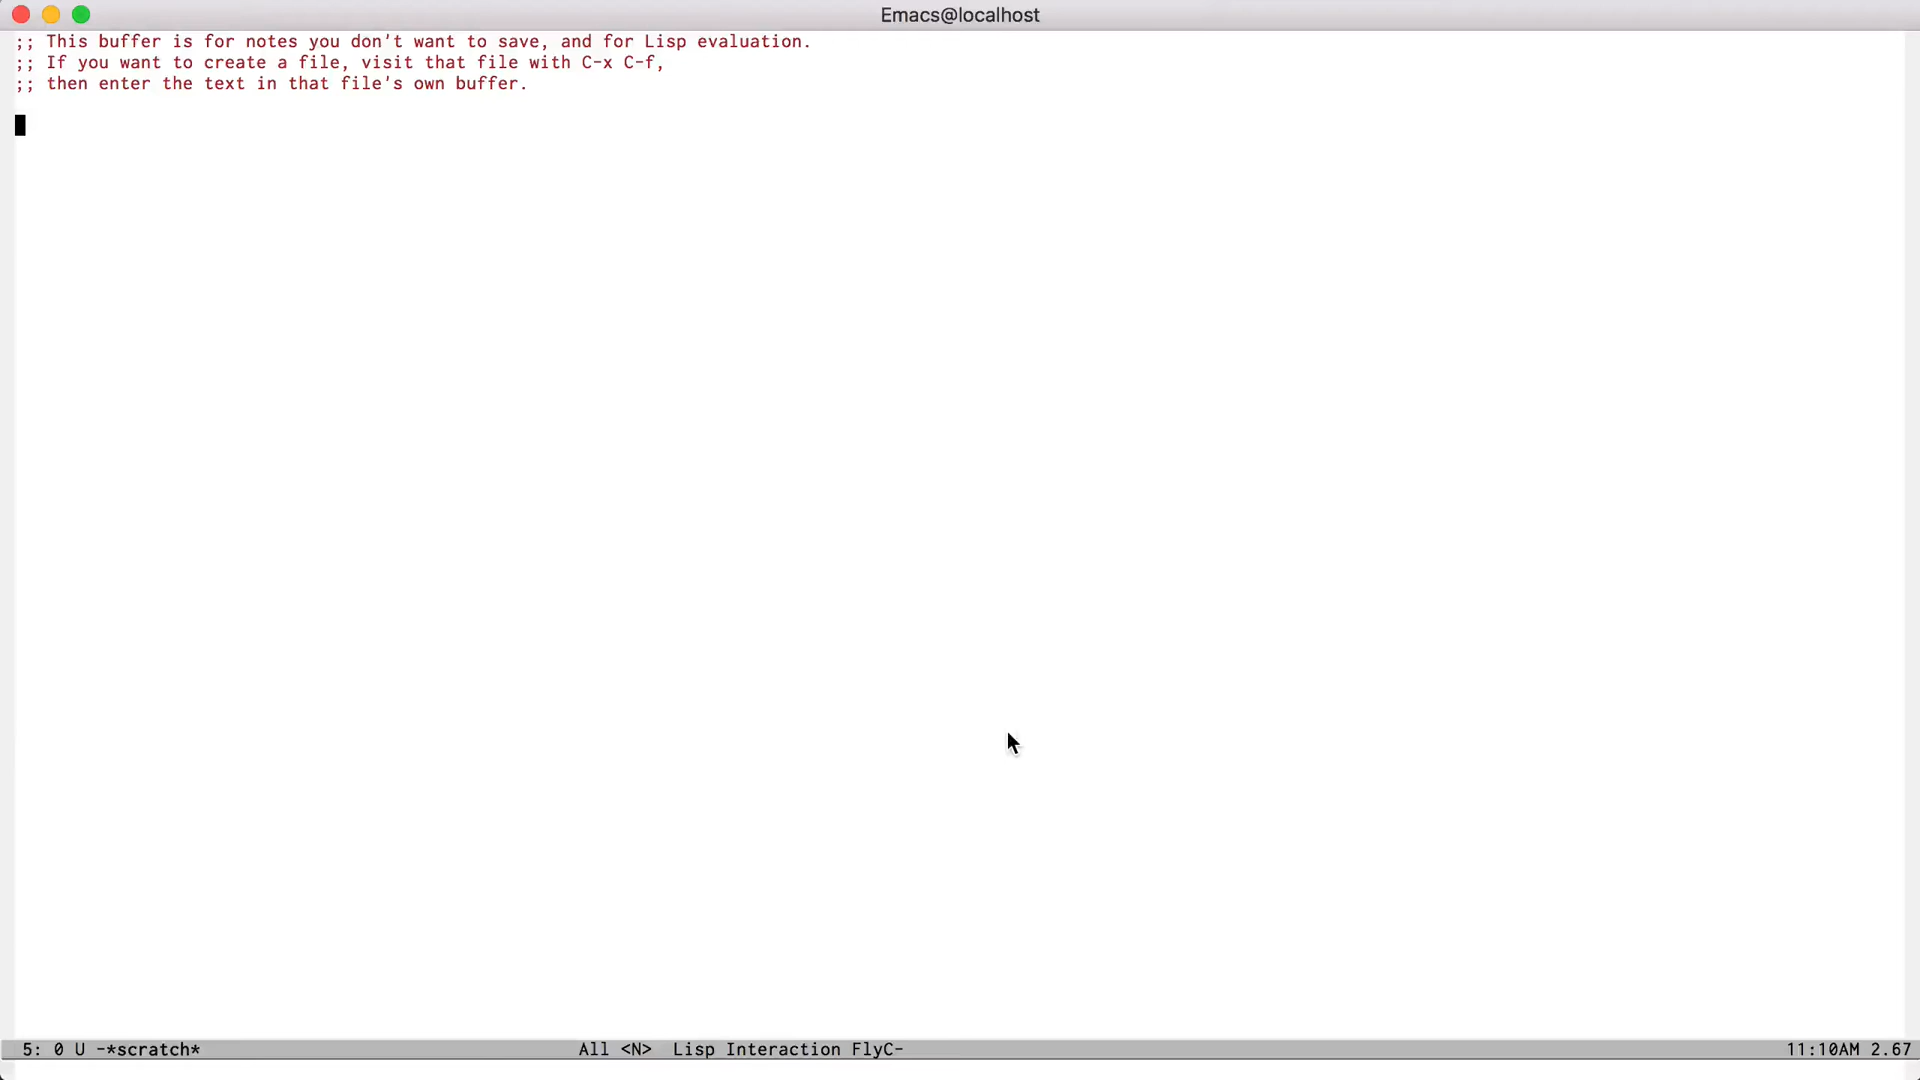 Emacs@localhost
;; This buffer is for notes you don't want to save, and for Lisp evaluation.
;; If you want to create a file, visit that file with C-x C-f,
;; then enter the text in that file's own buffer.
5: 0 U -*scratch* All <N> Lisp Interaction FlyC- 11:10AM 2.67